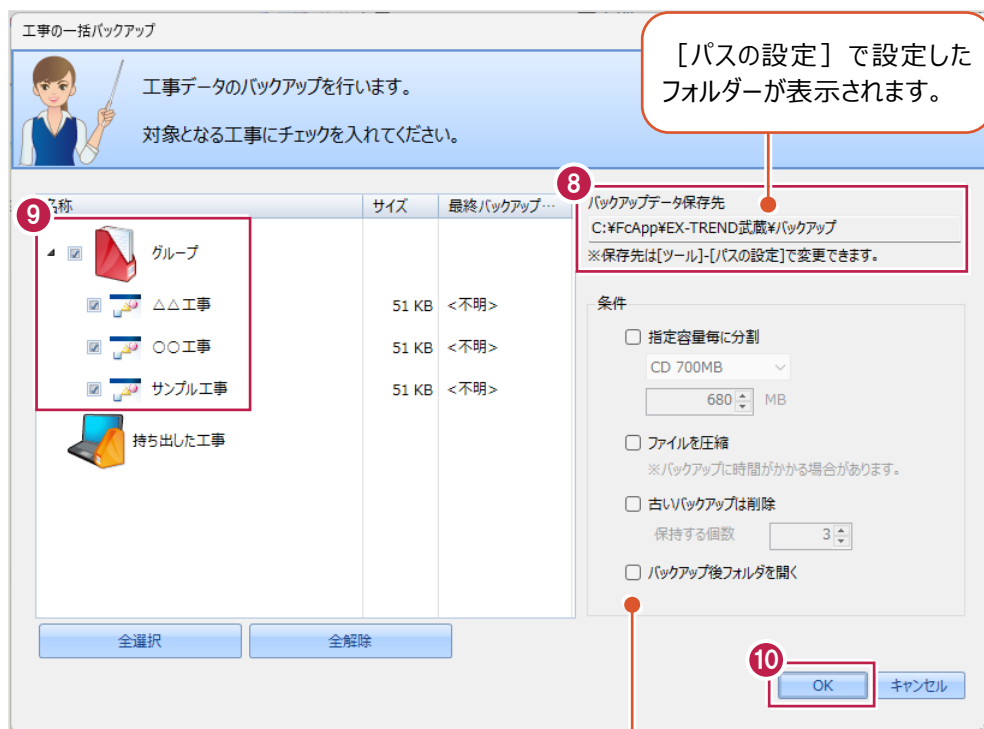 工事の一括バックアップ
［パスの設定］で設定した
フォルダーが表示されます。
工事データのバックアップを行います。
対象となる工事にチェックを入れてください。
8
9
名称 サイズ 最終バックアップ…
グループ
△△工事 51 KB <不明>
○○工事 51 KB <不明>
サンプル工事 51 KB <不明>
持ち出した工事
全選択 全解除
バックアップデータ保存先
C:¥FcApp¥EX-TREND武蔵¥バックアップ
※保存先は[ツール]-[パスの設定]で変更できます。
条件
指定容量毎に分割
CD 700MB
680 MB
ファイルを圧縮
※バックアップに時間がかかる場合があります。
古いバックアップは削除
保持する個数 3
バックアップ後フォルダを開く
10
OK キャンセル